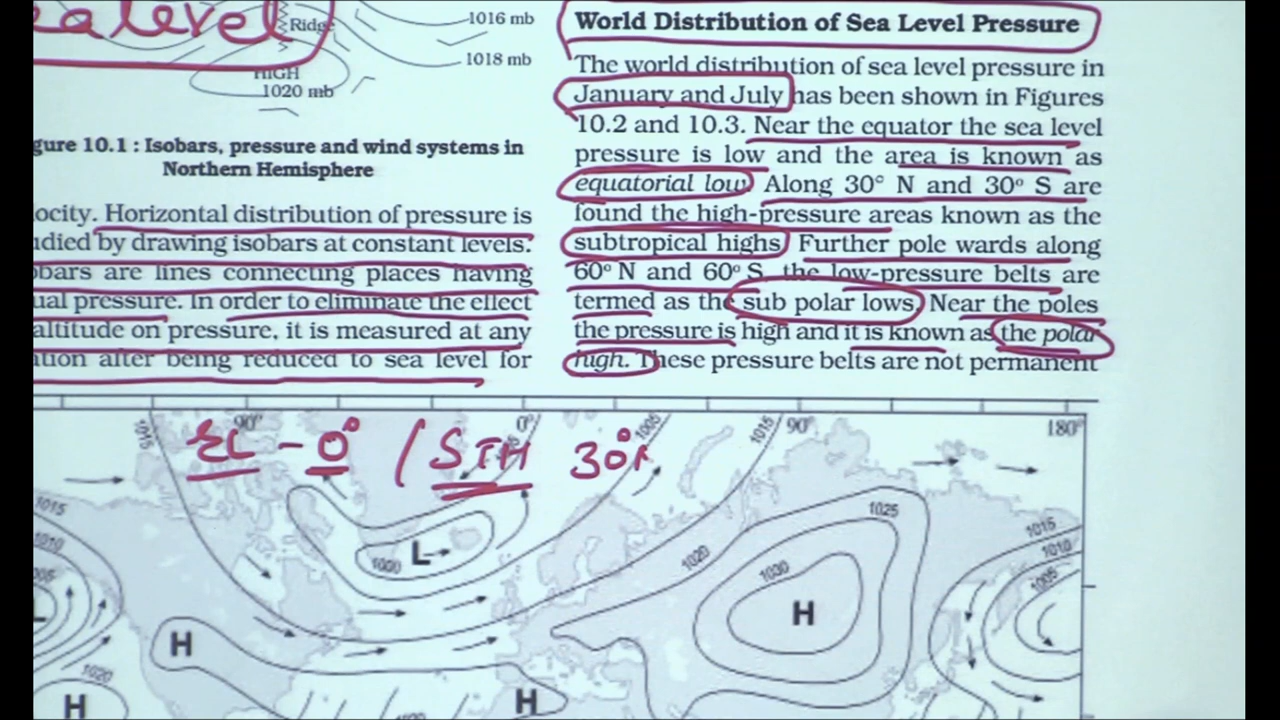 ea level
Ridge
1016 mb
1018 mb
HIGH
1020 mb
gure 10.1 : Isobars, pressure and wind systems in
Northern Hemisphere
ocity. Horizontal distribution of pressure is
udied by drawing isobars at constant levels.
obars are lines connecting places having
ual pressure. In order to eliminate the effect
altitude on pressure, it is measured at any
ation after being reduced to sea level for
World Distribution of Sea Level Pressure
The world distribution of sea level pressure in
January and July has been shown in Figures
10.2 and 10.3. Near the equator the sea level
pressure is low and the area is known as
equatorial low. Along 30° N and 30° S are
found the high-pressure areas known as the
subtropical highs. Further pole wards along
60° N and 60° S, the low-pressure belts are
termed as the sub polar lows. Near the poles
the pressure is high and it is known as the polar
high. These pressure belts are not permanent
90° 0° 90° 180°
EL - 0° / STH 30°N
1015 1005 1015
1015 1025 1015
1010 1000 L 1020 1030 1010
005 1005
H H
1020
H H